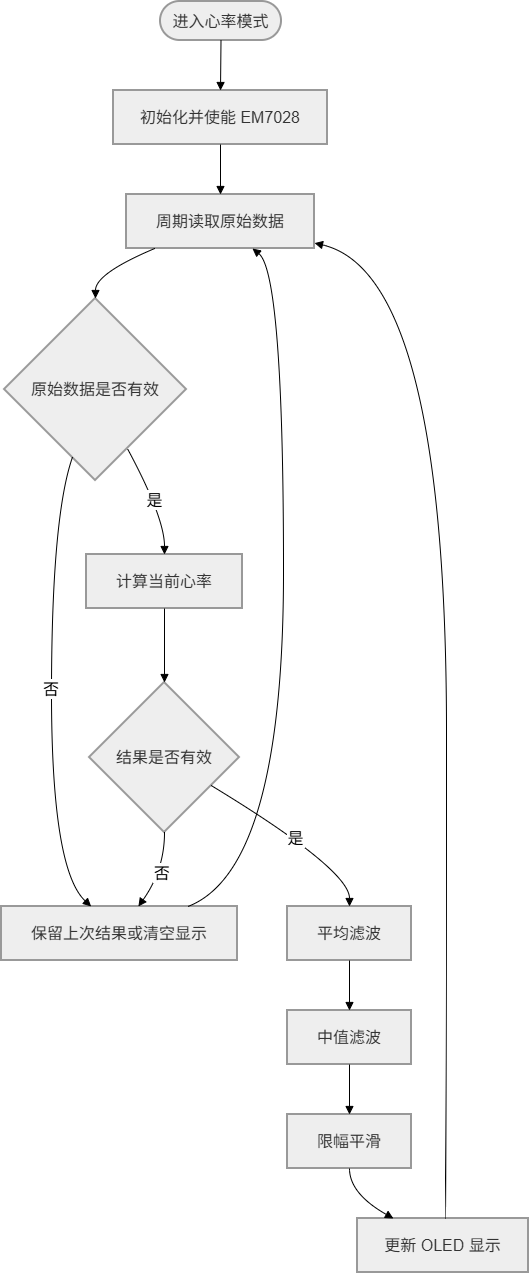 进入心率模式
初始化并使能 EM7028
周期读取原始数据
原始数据是否有效
是
计算当前心率
否
结果是否有效
是
否
保留上次结果或清空显示
平均滤波
中值滤波
限幅平滑
更新 OLED 显示